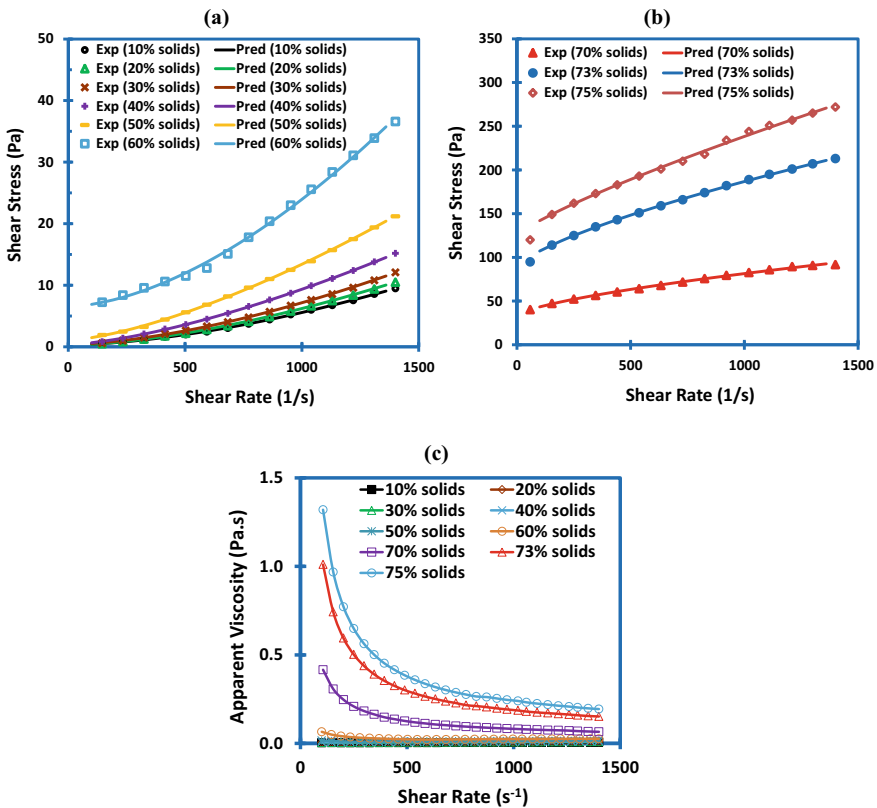 (a)
50
40
30
20
10
0
0 500 1000 1500
Shear Stress (Pa)
Shear Rate (1/s)
Exp (10% solids) Pred (10% solids)
Exp (20% solids) Pred (20% solids)
Exp (30% solids) Pred (30% solids)
Exp (40% solids) Pred (40% solids)
Exp (50% solids) Pred (50% solids)
Exp (60% solids) Pred (60% solids)
(b)
350
300
250
200
150
100
50
0
0 500 1000 1500
Shear Stress (Pa)
Shear Rate (1/s)
Exp (70% solids) Pred (70% solids)
Exp (73% solids) Pred (73% solids)
Exp (75% solids) Pred (75% solids)
(c)
1.5
1.0
0.5
0.0
0 500 1000 1500
Apparent Viscosity (Pa.s)
Shear Rate (s-1)
10% solids 20% solids
30% solids 40% solids
50% solids 60% solids
70% solids 73% solids
75% solids